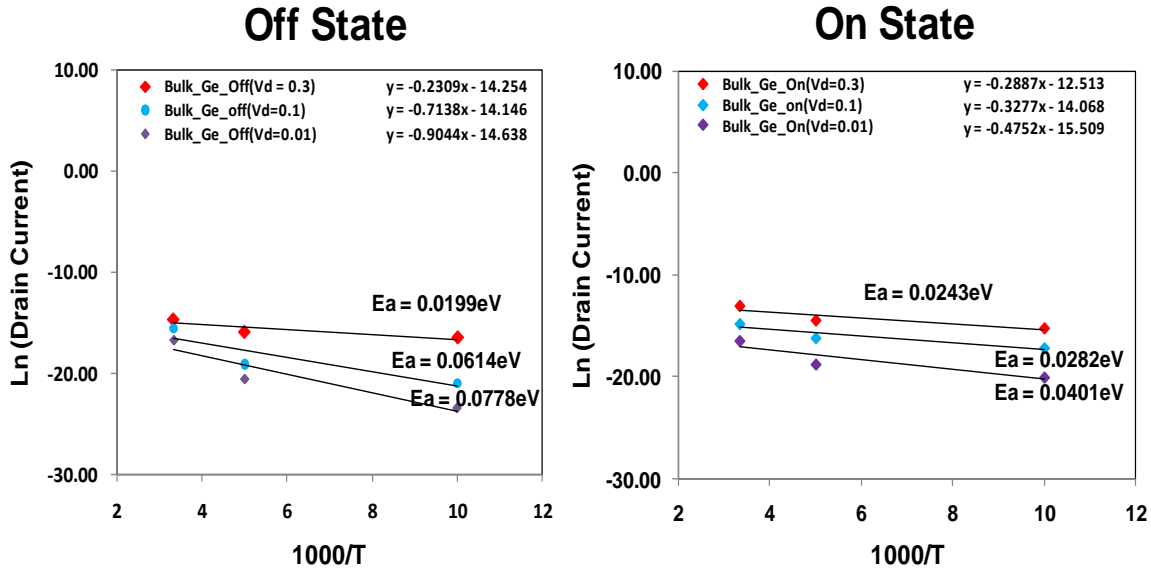 Off State
10.00
0.00
-10.00
-20.00
-30.00
Ln (Drain Current)
Bulk_Ge_Off(Vd = 0.3) y = -0.2309x - 14.254
Bulk_Ge_off(Vd=0.1) y = -0.7138x - 14.146
Bulk_Ge_Off(Vd=0.01) y = -0.9044x - 14.638
Ea = 0.0199eV
Ea = 0.0614eV
Ea = 0.0778eV
2 4 6 8 10 12
1000/T
On State
10.00
0.00
-10.00
-20.00
-30.00
Ln (Drain Current)
Bulk_Ge_On(Vd=0.3) y = -0.2887x - 12.513
Bulk_Ge_on(Vd=0.1) y = -0.3277x - 14.068
Bulk_Ge_On(Vd=0.01) y = -0.4752x - 15.509
Ea = 0.0243eV
Ea = 0.0282eV
Ea = 0.0401eV
2 4 6 8 10 12
1000/T